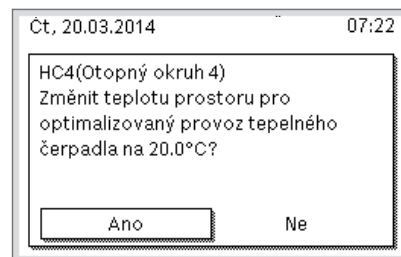 Čt, 20.03.2014 07:22
HC4(Otopný okruh 4)
Změnit teplotu prostoru pro
optimalizovaný provoz tepelného
čerpadla na 20.0°C?
Ano Ne